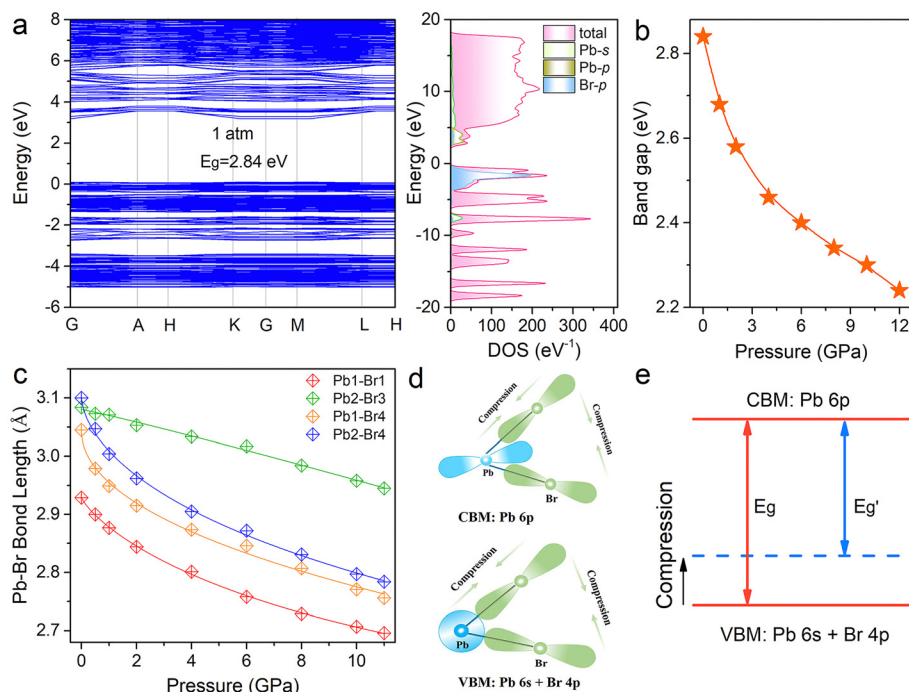 a
8
6
4
2
0
-2
-4
-6
Energy (eV)
1 atm
Eg=2.84 eV
G
A
H
K
G
M
L
H
20
10
0
-10
-20
Energy (eV)
total
Pb-s
Pb-p
Br-p
0
100
200
300
400
DOS (eV-1)
b
2.8
2.6
2.4
2.2
Band gap (eV)
0
3
6
9
12
Pressure (GPa)
c
3.1
3.0
2.9
2.8
2.7
Pb-Br Bond Length (Å)
Pb1-Br1
Pb2-Br3
Pb1-Br4
Pb2-Br4
0
2
4
6
8
10
Pressure (GPa)
d
Compression
Compression
Pb
Br
CBM: Pb 6p
Compression
Compression
Pb
Br
VBM: Pb 6s + Br 4p
e
CBM: Pb 6p
Eg
Eg'
Compression
VBM: Pb 6s + Br 4p